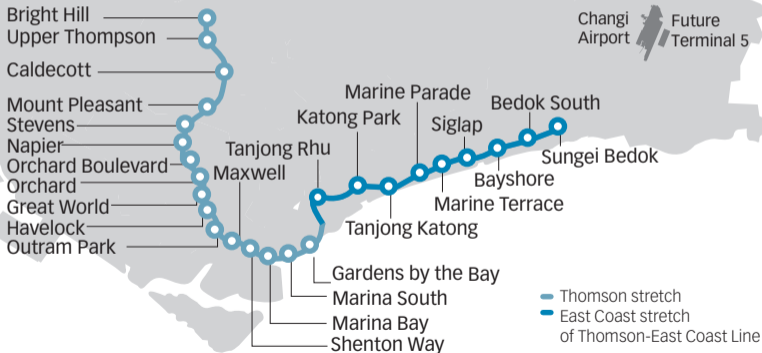 Bright Hill
Upper Thompson
Caldecott
Mount Pleasant
Stevens
Napier
Orchard Boulevard
Orchard
Great World
Havelock
Outram Park
Maxwell
Tanjong Rhu
Katong Park
Marine Parade
Siglap
Bedok South
Changi
Airport
Future
Terminal 5
Sungei Bedok
Bayshore
Marine Terrace
Tanjong Katong
Gardens by the Bay
Marina South
Marina Bay
Shenton Way
Thomson stretch
East Coast stretch
of Thomson-East Coast Line